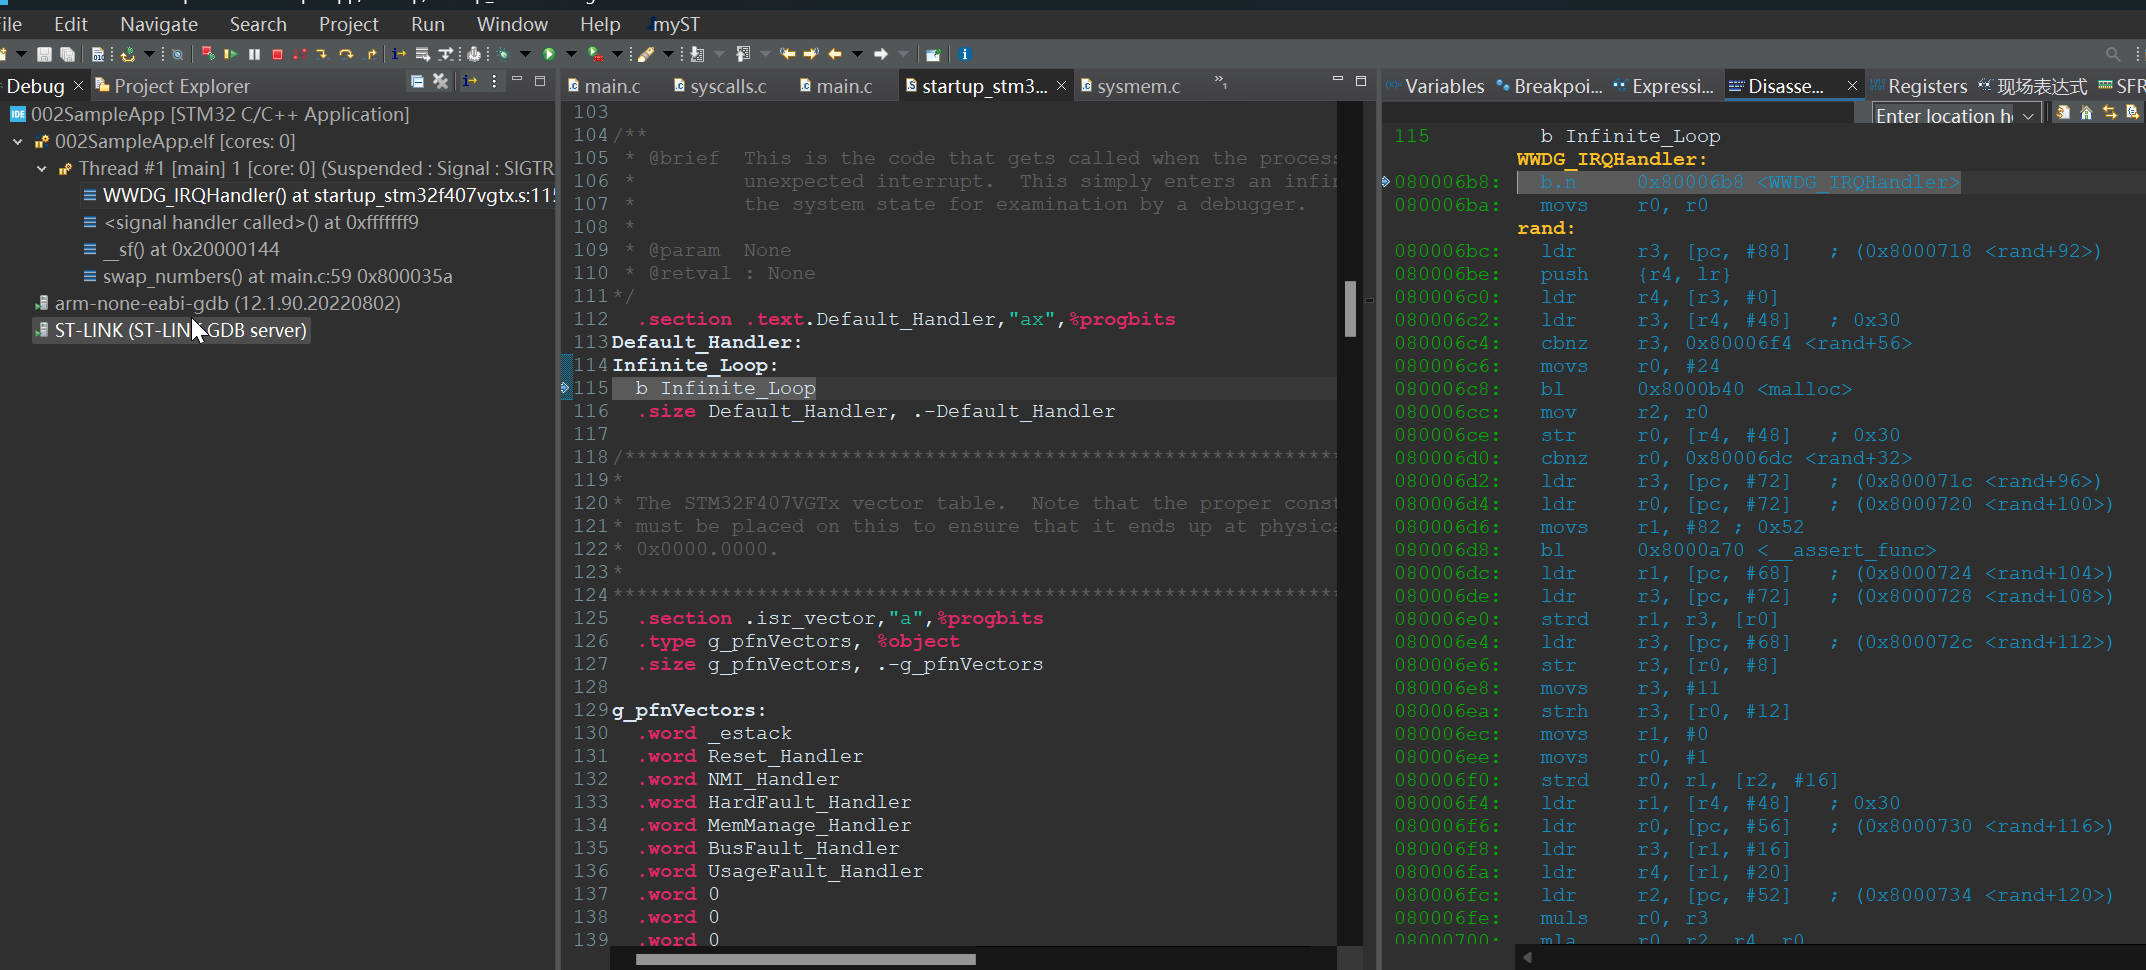 Edit Navigate Search Project Run Window Help myST
Debug Project Explorer
002SampleApp [STM32 C/C++ Application]
002SampleApp.elf [cores: 0]
Thread #1 [main] 1 [core: 0] (Suspended : Signal : SIGTR
WWDG_IRQHandler() at startup_stm32f407vgtx.s:115
<signal handler called>() at 0xfffffff9
__sf() at 0x20000144
swap_numbers() at main.c:59 0x800035a
arm-none-eabi-gdb (12.1.90.20220802)
ST-LINK (ST-LINK GDB server)
main.c syscalls.c main.c startup_stm3... sysmem.c
103
104 /**
105 * @brief  This is the code that gets called when the process
106 *         unexpected interrupt.  This simply enters an infi
107 *         the system state for examination by a debugger.
108 *
109 * @param  None
110 * @retval : None
111 */
112 .section .text.Default_Handler,"ax",%progbits
113 Default_Handler:
114 Infinite_Loop:
115 b Infinite_Loop
116 .size Default_Handler, .-Default_Handler
117
118 /******************************************************************
119 *
120 * The STM32F407VGTx vector table.  Note that the proper const
121 * must be placed on this to ensure that it ends up at physica
122 * 0x0000.0000.
123 *
124 ******************************************************************
125 .section .isr_vector,"a",%progbits
126 .type g_pfnVectors, %object
127 .size g_pfnVectors, .-g_pfnVectors
128
129 g_pfnVectors:
130 .word _estack
131 .word Reset_Handler
132 .word NMI_Handler
133 .word HardFault_Handler
134 .word MemManage_Handler
135 .word BusFault_Handler
136 .word UsageFault_Handler
137 .word 0
138 .word 0
139 .word 0
Variables Breakpoi... Expressi... Disasse... Registers 现场表达式 SFR
Enter location h
115 b Infinite_Loop
WWDG_IRQHandler:
080006b8: b.n 0x80006b8 <WWDG_IRQHandler>
080006ba: movs r0, r0
rand:
080006bc: ldr r3, [pc, #88] ; (0x8000718 <rand+92>)
080006be: push {r4, lr}
080006c0: ldr r4, [r3, #0]
080006c2: ldr r3, [r4, #48] ; 0x30
080006c4: cbnz r3, 0x80006f4 <rand+56>
080006c6: movs r0, #24
080006c8: bl 0x8000b40 <malloc>
080006cc: mov r2, r0
080006ce: str r0, [r4, #48] ; 0x30
080006d0: cbnz r0, 0x80006dc <rand+32>
080006d2: ldr r3, [pc, #72] ; (0x800071c <rand+96>)
080006d4: ldr r0, [pc, #72] ; (0x8000720 <rand+100>)
080006d6: movs r1, #82 ; 0x52
080006d8: bl 0x8000a70 <__assert_func>
080006dc: ldr r1, [pc, #68] ; (0x8000724 <rand+104>)
080006de: ldr r3, [pc, #72] ; (0x8000728 <rand+108>)
080006e0: strd r1, r3, [r0]
080006e4: ldr r3, [pc, #68] ; (0x800072c <rand+112>)
080006e6: str r3, [r0, #8]
080006e8: movs r3, #11
080006ea: strh r3, [r0, #12]
080006ec: movs r1, #0
080006ee: movs r0, #1
080006f0: strd r0, r1, [r2, #16]
080006f4: ldr r1, [r4, #48] ; 0x30
080006f6: ldr r0, [pc, #56] ; (0x8000730 <rand+116>)
080006f8: ldr r3, [r1, #16]
080006fa: ldr r4, [r1, #20]
080006fc: ldr r2, [pc, #52] ; (0x8000734 <rand+120>)
080006fe: muls r0, r3
08000700: mla r0, r2, r4, r0